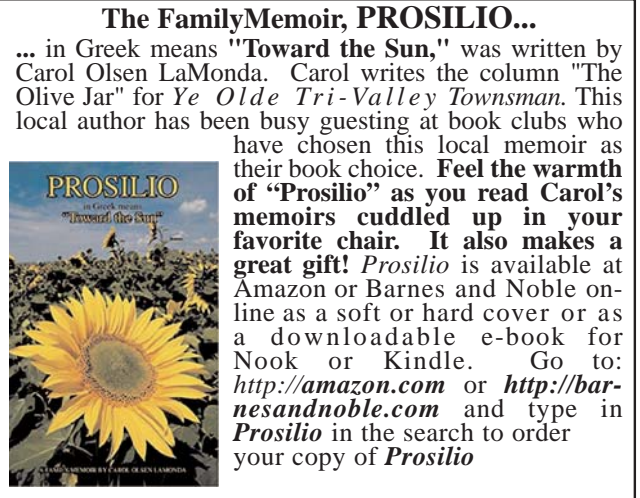 The FamilyMemoir, PROSILIO...
... in Greek means "Toward the Sun," was written by
Carol Olsen LaMonda. Carol writes the column "The
Olive Jar" for Ye Olde Tri-Valley Townsman. This
local author has been busy guesting at book clubs who
have chosen this local memoir as
their book choice. Feel the warmth
of “Prosilio” as you read Carol’s
memoirs cuddled up in your
favorite chair. It also makes a
great gift! Prosilio is available at
Amazon or Barnes and Noble on-
line as a soft or hard cover or as
a downloadable e-book for
Nook or Kindle. Go to:
http://amazon.com or http://bar-
nesandnoble.com and type in
Prosilio in the search to order
your copy of Prosilio
PROSILIO
in Greek means
"Toward the Sun"
A FAMILY MEMOIR BY CAROL OLSEN LAMONDA